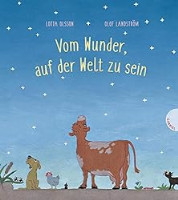 LOTTA OLSSON
OLOF LANDSTRÖM
Vom Wunder,
auf der Welt zu sein